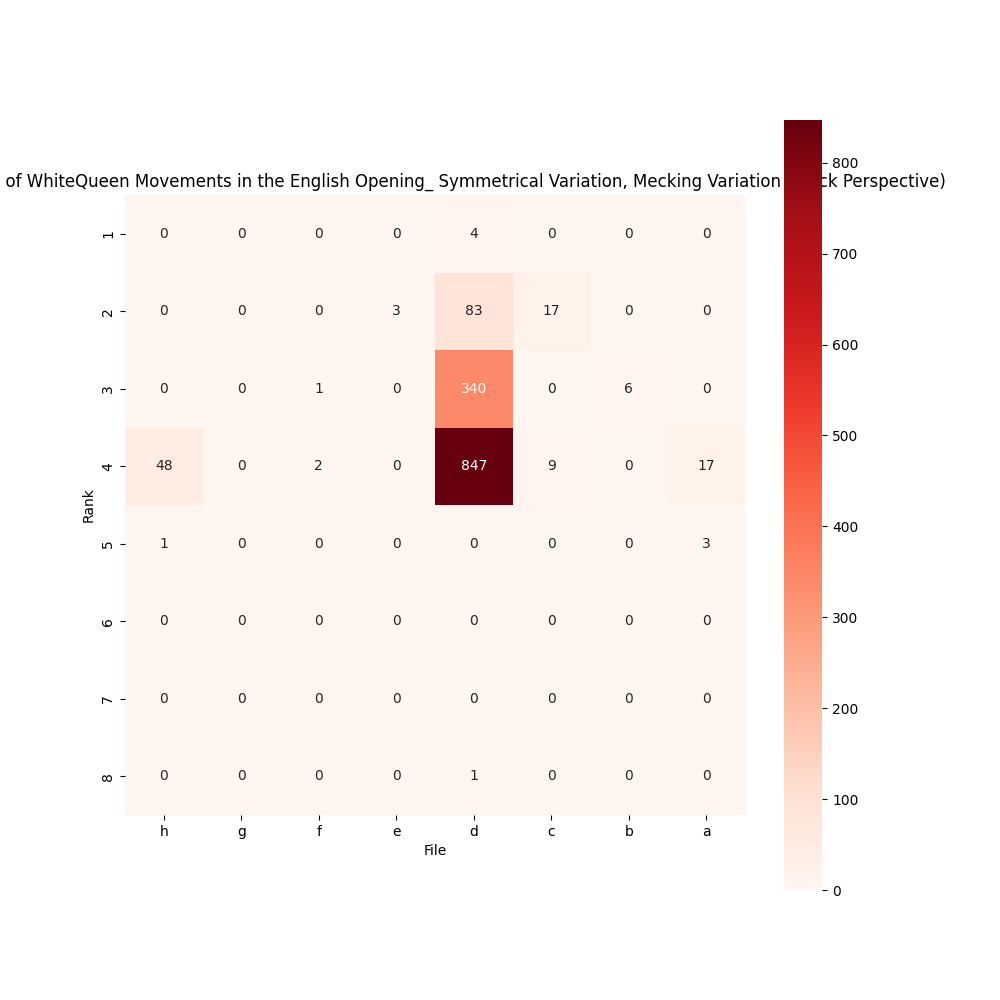 of WhiteQueen Movements in the English Opening_ Symmetrical Variation, Mecking Variation Perspective)
1 0 0 0 0 4 0 0 0
2 0 0 0 3 83 17 0 0
3 0 0 1 0 340 0 6 0
4 48 0 2 0 847 9 0 17
5 1 0 0 0 0 0 0 3
6 0 0 0 0 0 0 0 0
7 0 0 0 0 0 0 0 0
8 0 0 0 0 1 0 0 0
h g f e d c b a
File
Rank
800
700
600
500
400
300
200
100
0